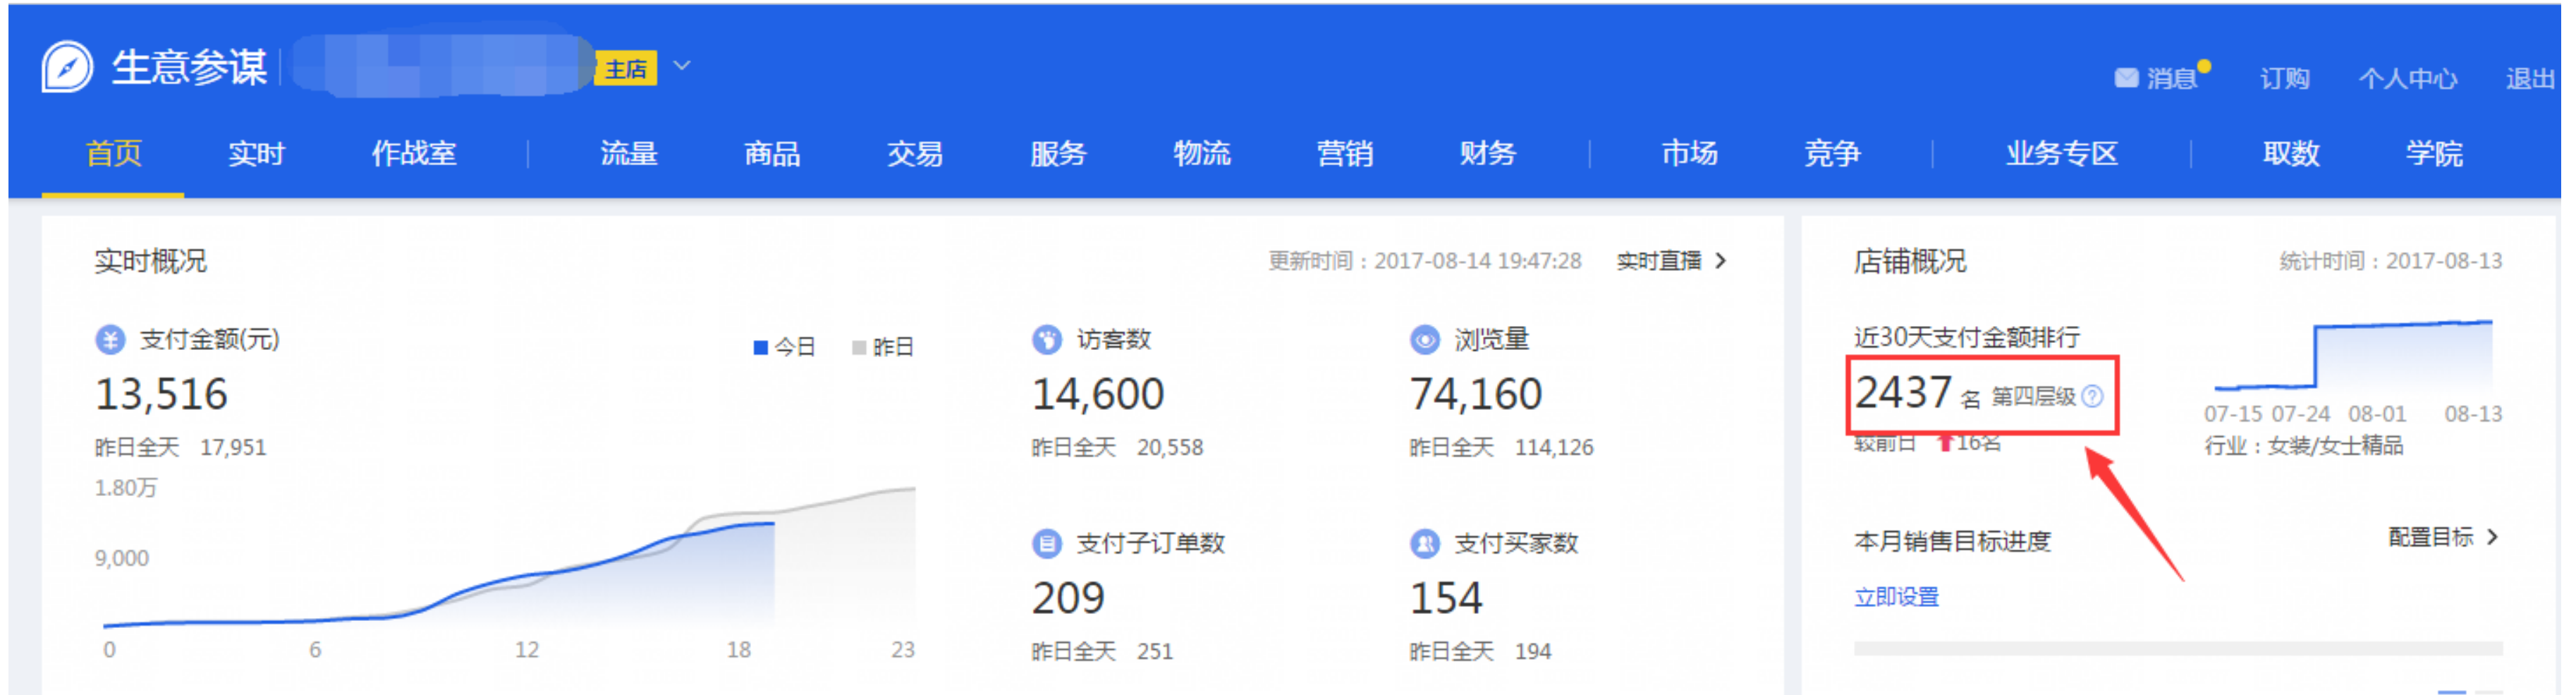 生意参谋 主店
消息 订购 个人中心 退出
首页 实时 作战室 流量 商品 交易 服务 物流 营销 财务 市场 竞争 业务专区 取数 学院
实时概况 更新时间：2017-08-14 19:47:28 实时直播 >
支付金额(元) 今日 昨日
13,516
昨日全天 17,951
1.80万
9,000
0 6 12 18 23
访客数
14,600
昨日全天 20,558
浏览量
74,160
昨日全天 114,126
支付子订单数
209
昨日全天 251
支付买家数
154
昨日全天 194
店铺概况 统计时间：2017-08-13
近30天支付金额排行
2437 名 第四层级 ?
较前日 16名
07-15 07-24 08-01 08-13
行业：女装/女士精品
本月销售目标进度 配置目标 >
立即设置